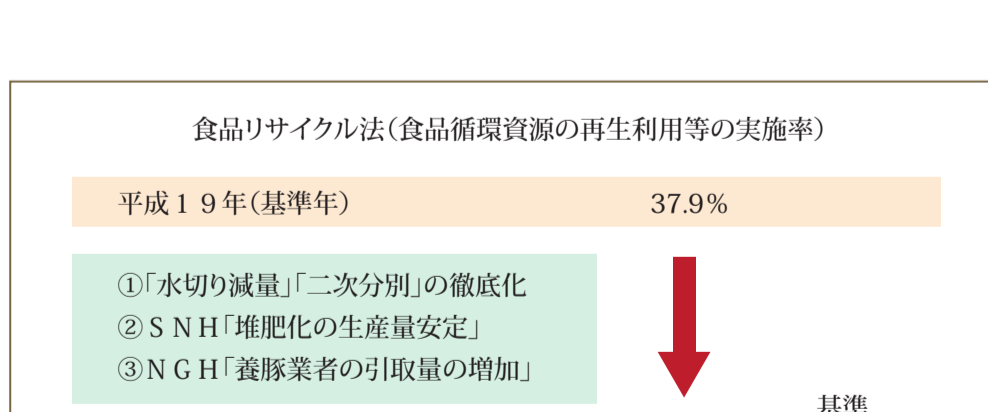 食品リサイクル法（食品循環資源の再生利用等の実施率）
平成１９年（基準年） 37.9％
①「水切り減量」「二次分別」の徹底化
②ＳＮＨ「堆肥化の生産量安定」
③ＮＧＨ「養豚業者の引取量の増加」
基準